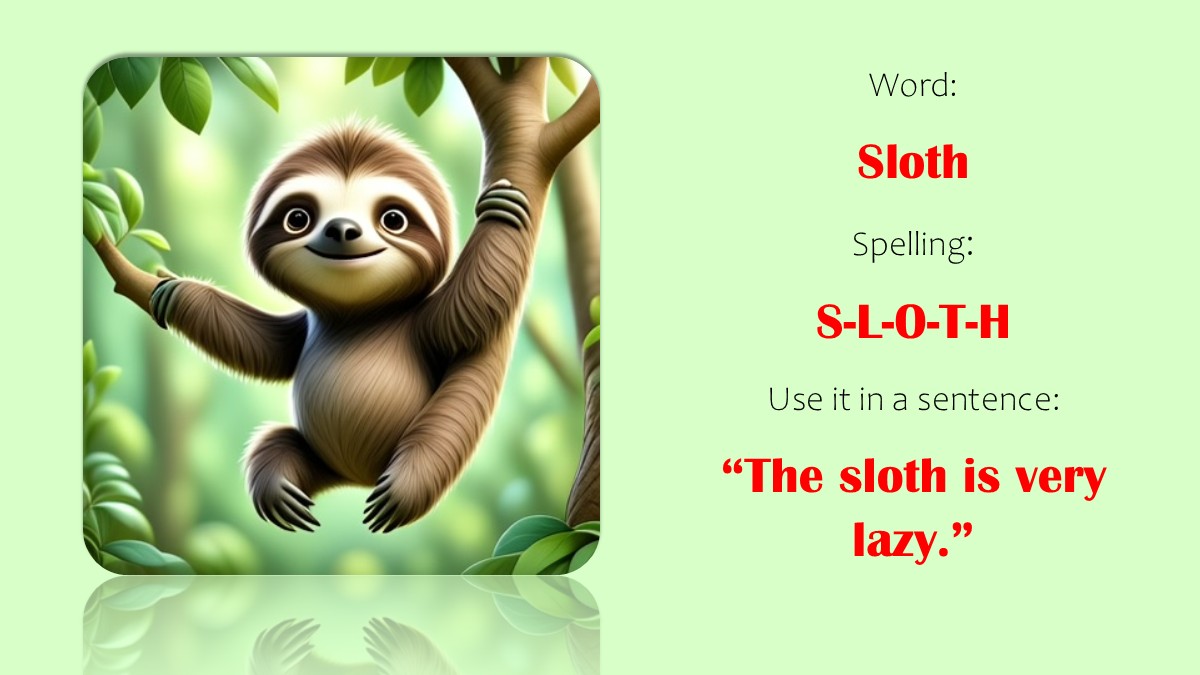 Word:
Sloth
Spelling:
S-L-O-T-H
Use it in a sentence:
“The sloth is very
lazy.”